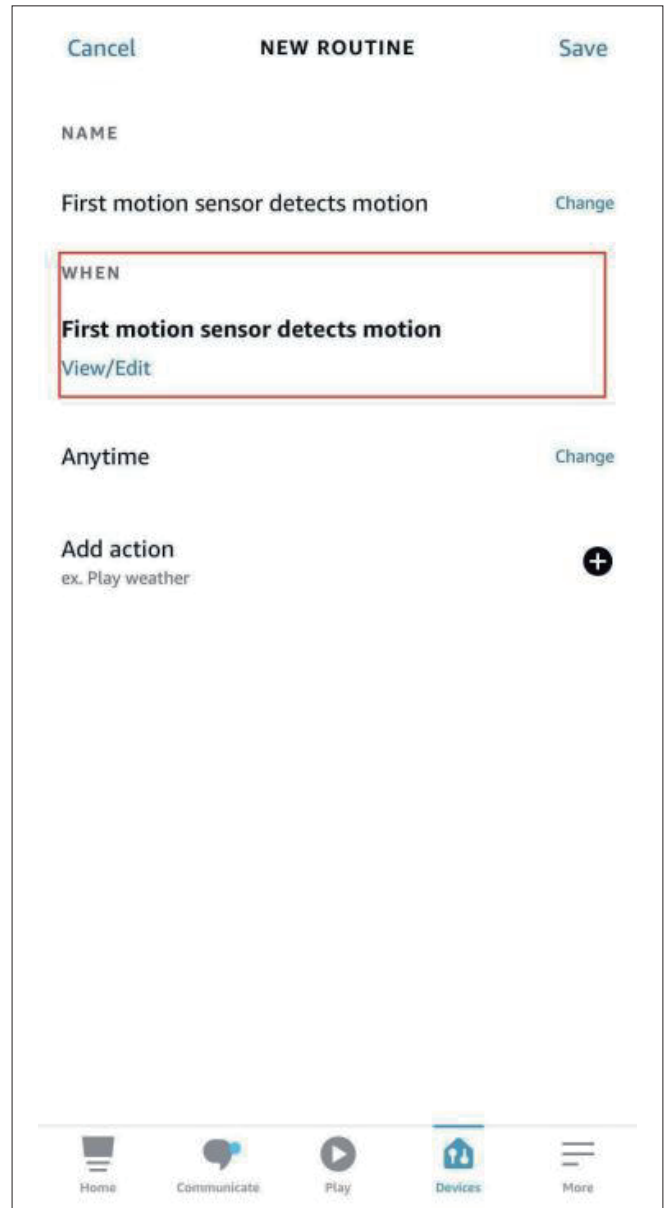 Cancel NEW ROUTINE Save
NAME
First motion sensor detects motion Change
WHEN
First motion sensor detects motion
View/Edit
Anytime Change
Add action
ex. Play weather
Home Communicate Play Devices More